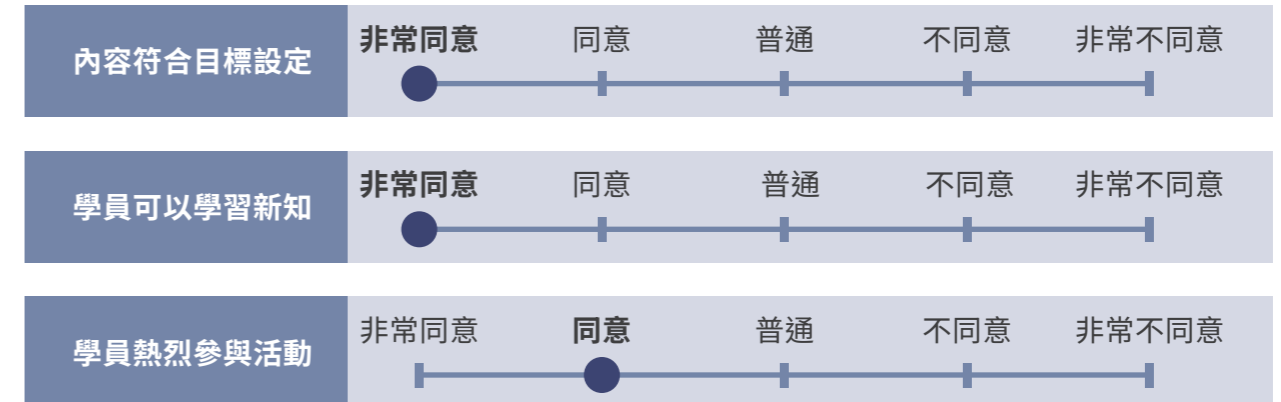 內容符合目標設定
非常同意 同意 普通 不同意 非常不同意
學員可以學習新知
非常同意 同意 普通 不同意 非常不同意
學員熱烈參與活動
非常同意 同意 普通 不同意 非常不同意